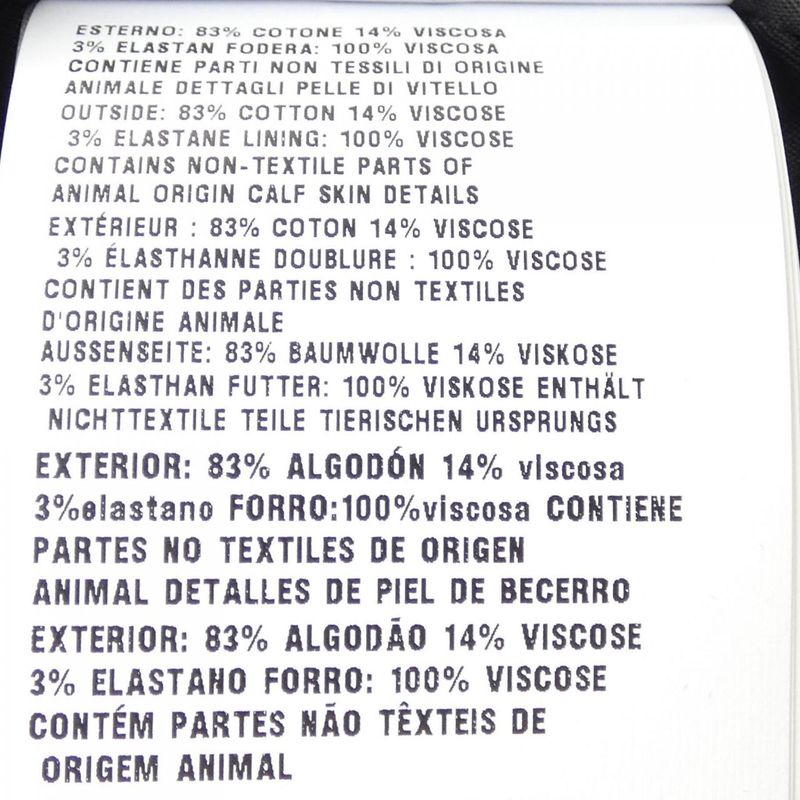 ESTERNO: 83% COTONE 14% VISCOSA
3% ELASTAN FODERA: 100% VISCOSA
CONTIENE PARTI NON TESSILI DI ORIGINE
ANIMALE DETTAGLI PELLE DI VITELLO
OUTSIDE: 83% COTTON 14% VISCOSE
3% ELASTANE LINING: 100% VISCOSE
CONTAINS NON-TEXTILE PARTS OF
ANIMAL ORIGIN CALF SKIN DETAILS
EXTÉRIEUR : 83% COTON 14% VISCOSE
3% ÉLASTHANNE DOUBLURE : 100% VISCOSE
CONTIENT DES PARTIES NON TEXTILES
D'ORIGINE ANIMALE
AUSSENSEITE: 83% BAUMWOLLE 14% VISKOSE
3% ELASTHAN FUTTER: 100% VISKOSE ENTHÄLT
NICHTTEXTILE TEILE TIERISCHEN URSPRUNGS
EXTERIOR: 83% ALGODÓN 14% viscosa
3%elastano FORRO:100%viscosa CONTIENE
PARTES NO TEXTILES DE ORIGEN
ANIMAL DETALLES DE PIEL DE BECERRO
EXTERIOR: 83% ALGODÃO 14% VISCOSE
3% ELASTANO FORRO: 100% VISCOSE
CONTÉM PARTES NÃO TÊXTEIS DE
ORIGEM ANIMAL